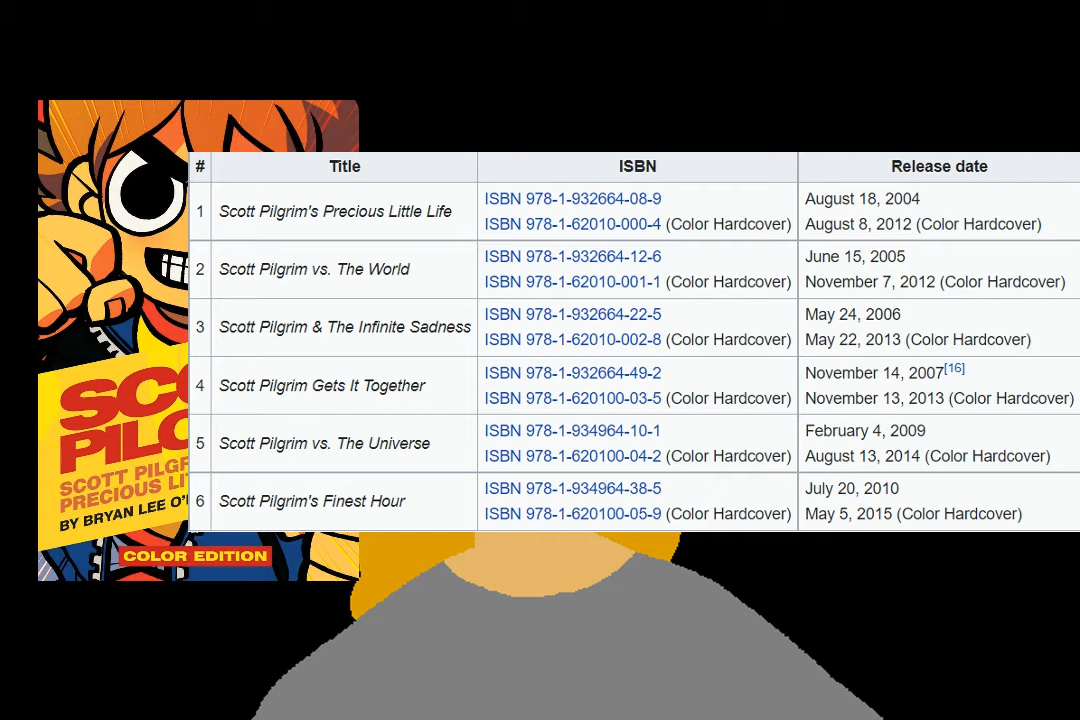 # Title ISBN Release date
1 Scott Pilgrim's Precious Little Life ISBN 978-1-932664-08-9 August 18, 2004
ISBN 978-1-62010-000-4 (Color Hardcover) August 8, 2012 (Color Hardcover)
2 Scott Pilgrim vs. The World ISBN 978-1-932664-12-6 June 15, 2005
ISBN 978-1-62010-001-1 (Color Hardcover) November 7, 2012 (Color Hardcover)
3 Scott Pilgrim & The Infinite Sadness ISBN 978-1-932664-22-5 May 24, 2006
ISBN 978-1-62010-002-8 (Color Hardcover) May 22, 2013 (Color Hardcover)
4 Scott Pilgrim Gets It Together ISBN 978-1-932664-49-2 November 14, 2007[16]
ISBN 978-1-620100-03-5 (Color Hardcover) November 13, 2013 (Color Hardcover)
5 Scott Pilgrim vs. The Universe ISBN 978-1-934964-10-1 February 4, 2009
ISBN 978-1-620100-04-2 (Color Hardcover) August 13, 2014 (Color Hardcover)
6 Scott Pilgrim's Finest Hour ISBN 978-1-934964-38-5 July 20, 2010
ISBN 978-1-620100-05-9 (Color Hardcover) May 5, 2015 (Color Hardcover)
SCOTT
PRECIOUS
BY BRYAN LEE
COLOR EDITION